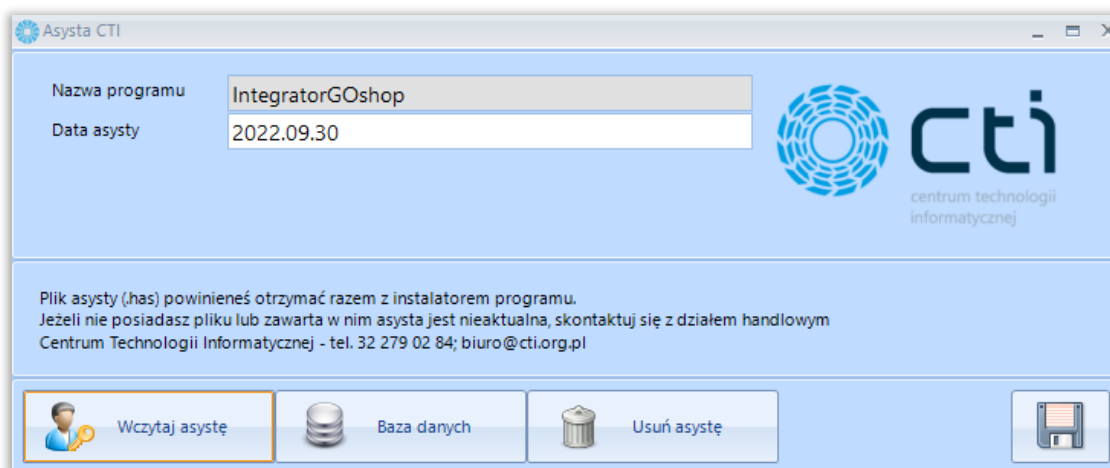 Asysta CTI
Nazwa programu IntegratorGOshop
Data asysty 2022.09.30
cti
centrum technologii
informatycznej
Plik asysty (.has) powinieneś otrzymać razem z instalatorem programu.
Jeżeli nie posiadasz pliku lub zawarta w nim asysta jest nieaktualna, skontaktuj się z działem handlowym
Centrum Technologii Informatycznej - tel. 32 279 02 84; biuro@cti.org.pl
Wczytaj asystę Baza danych Usuń asystę